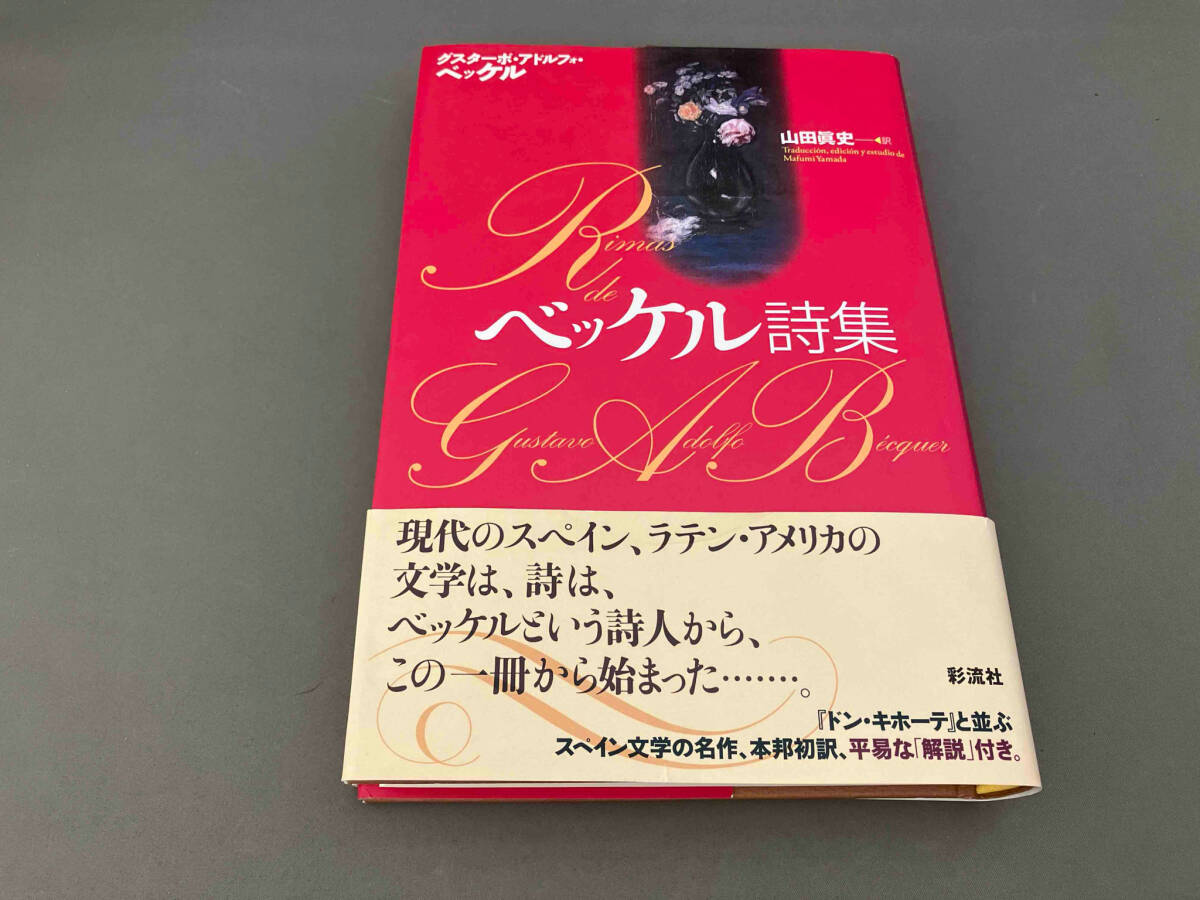 グスターボ・アドルフォ・
ベッケル
山田眞史
訳
Traducción, edición y estudio de
Mafumi Yamada
Rimas
de
ベッケル詩集
Gustavo Adolfo Bécquer
現代のスペイン、ラテン・アメリカの
文学は、詩は、
ベッケルという詩人から、
この一冊から始まった…….。
彩流社
『ドン・キホーテ』と並ぶ
スペイン文学の名作、本邦初訳、平易な「解説」付き。